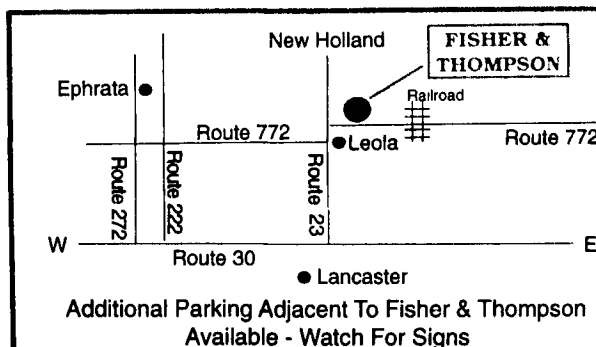 New Holland
FISHER &
THOMPSON
Ephrata
Railroad
Route 772
Leola
Route 772
Route 272
Route 222
Route 23
W
E
Route 30
Lancaster
Additional Parking Adjacent To Fisher & Thompson
Available - Watch For Signs